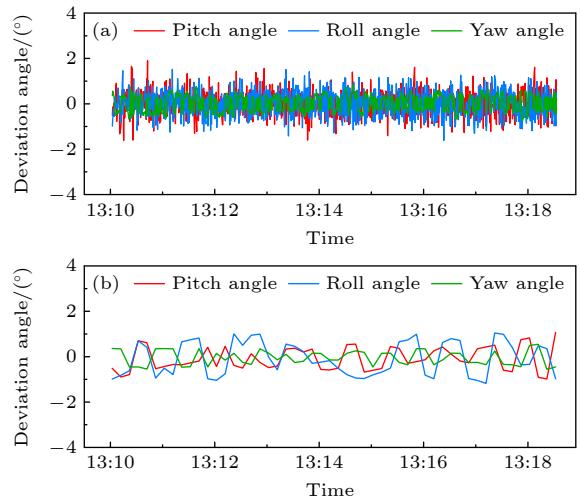 (a) Pitch angle Roll angle Yaw angle
Deviation angle/(°)
4
2
0
−2
−4
13:10 13:12 13:14 13:16 13:18
Time
(b) Pitch angle Roll angle Yaw angle
Deviation angle/(°)
4
2
0
−2
−4
13:10 13:12 13:14 13:16 13:18
Time